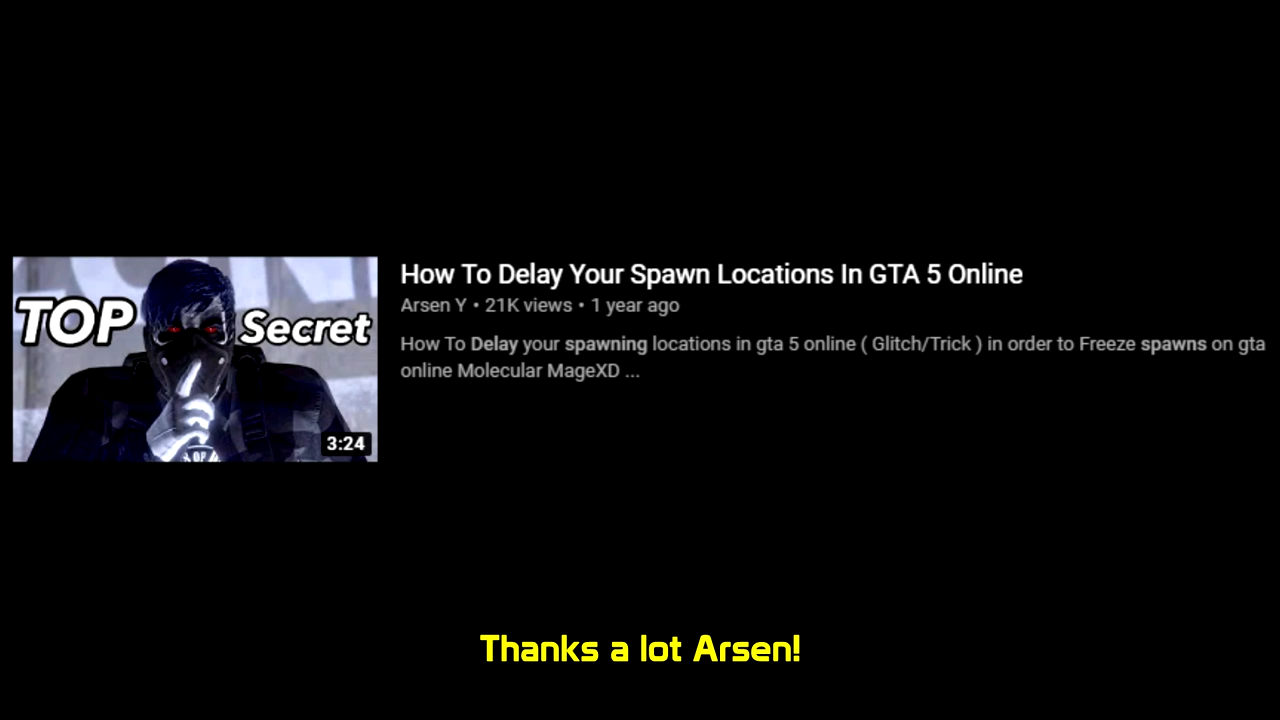 TOP Secret
3:24
How To Delay Your Spawn Locations In GTA 5 Online
Arsen Y • 21K views • 1 year ago
How To Delay your spawning locations in gta 5 online ( Glitch/Trick ) in order to Freeze spawns on gta
online Molecular MageXD ...
Thanks a lot Arsen!